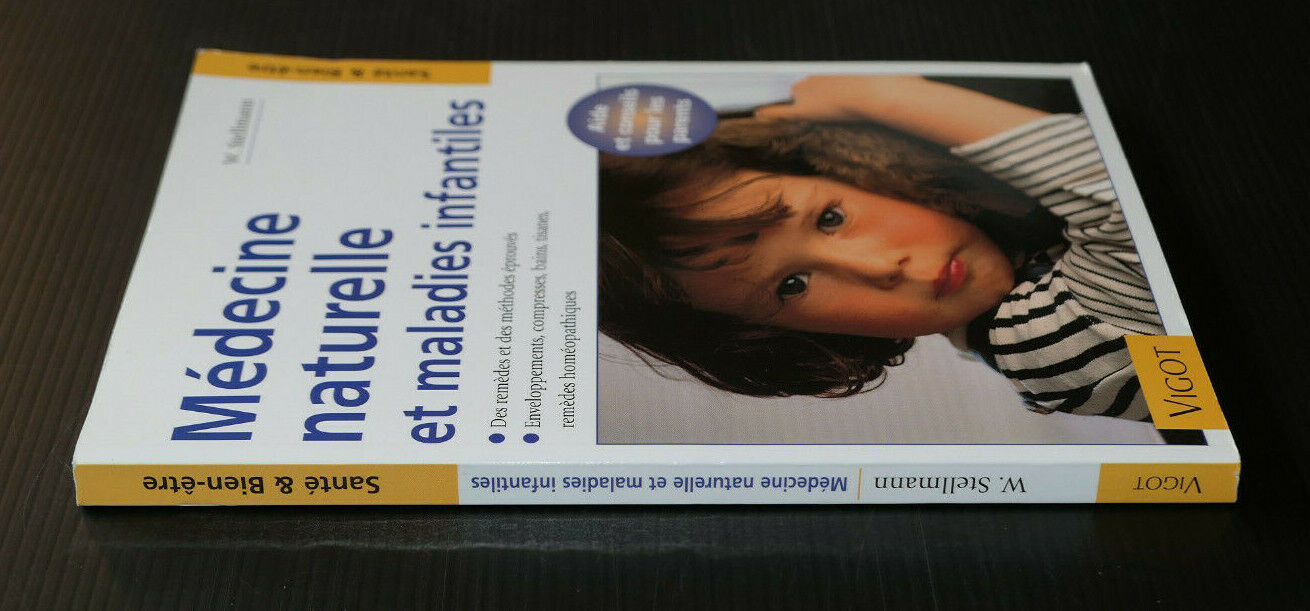 Santé & Bien-être
W. Stellmann
Médecine
naturelle
et maladies infantiles
• Des remèdes et des méthodes éprouvés
• Enveloppements, compresses, bains, tisanes,
remèdes homéopathiques
Aide
et conseils
pour les
parents
VIGOT
Santé & Bien-être
Médecine naturelle et maladies infantiles
W. Stellmann
VIGOT